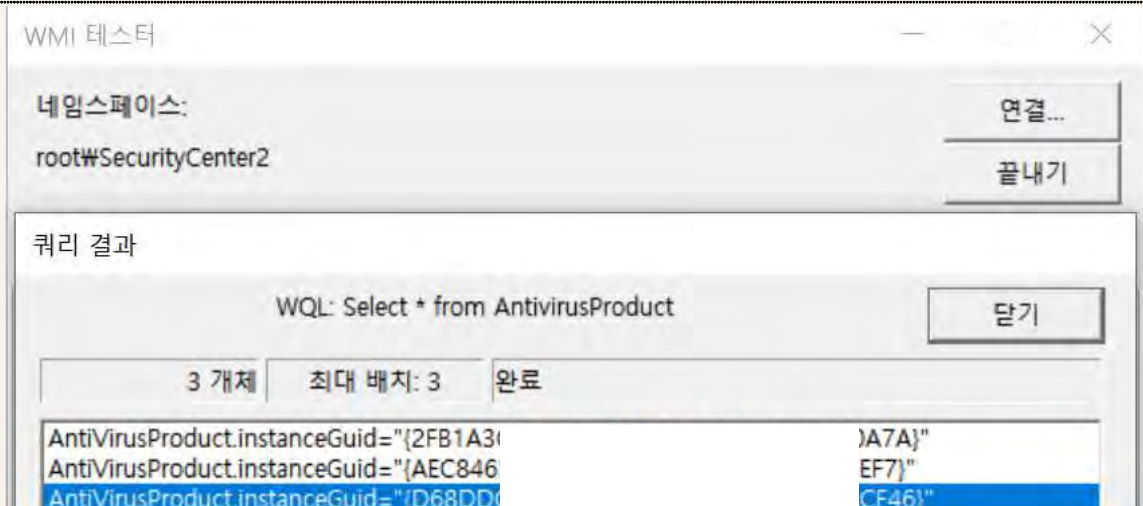 WMI 테스터
네임스페이스:
연결...
root₩SecurityCenter2
끝내기
쿼리 결과
WQL: Select * from AntivirusProduct
닫기
3 개체
최대 배치: 3
완료
AntiVirusProduct.instanceGuid="{2FB1A3 A7A}"
AntiVirusProduct.instanceGuid="{AEC846 EF7}"
AntiVirusProduct.instanceGuid="{D68DD CF46}"